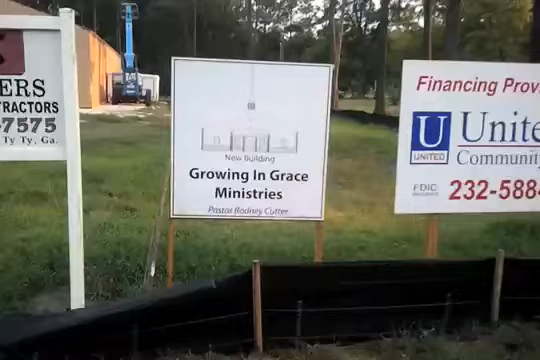 ERS
TRACTORS
-7575
Ty Ty, Ga.
New Building
Growing In Grace
Ministries
Pastor Rodney Cutter
Financing Prov
U
UNITED
Unite
Community
FDIC
232-588